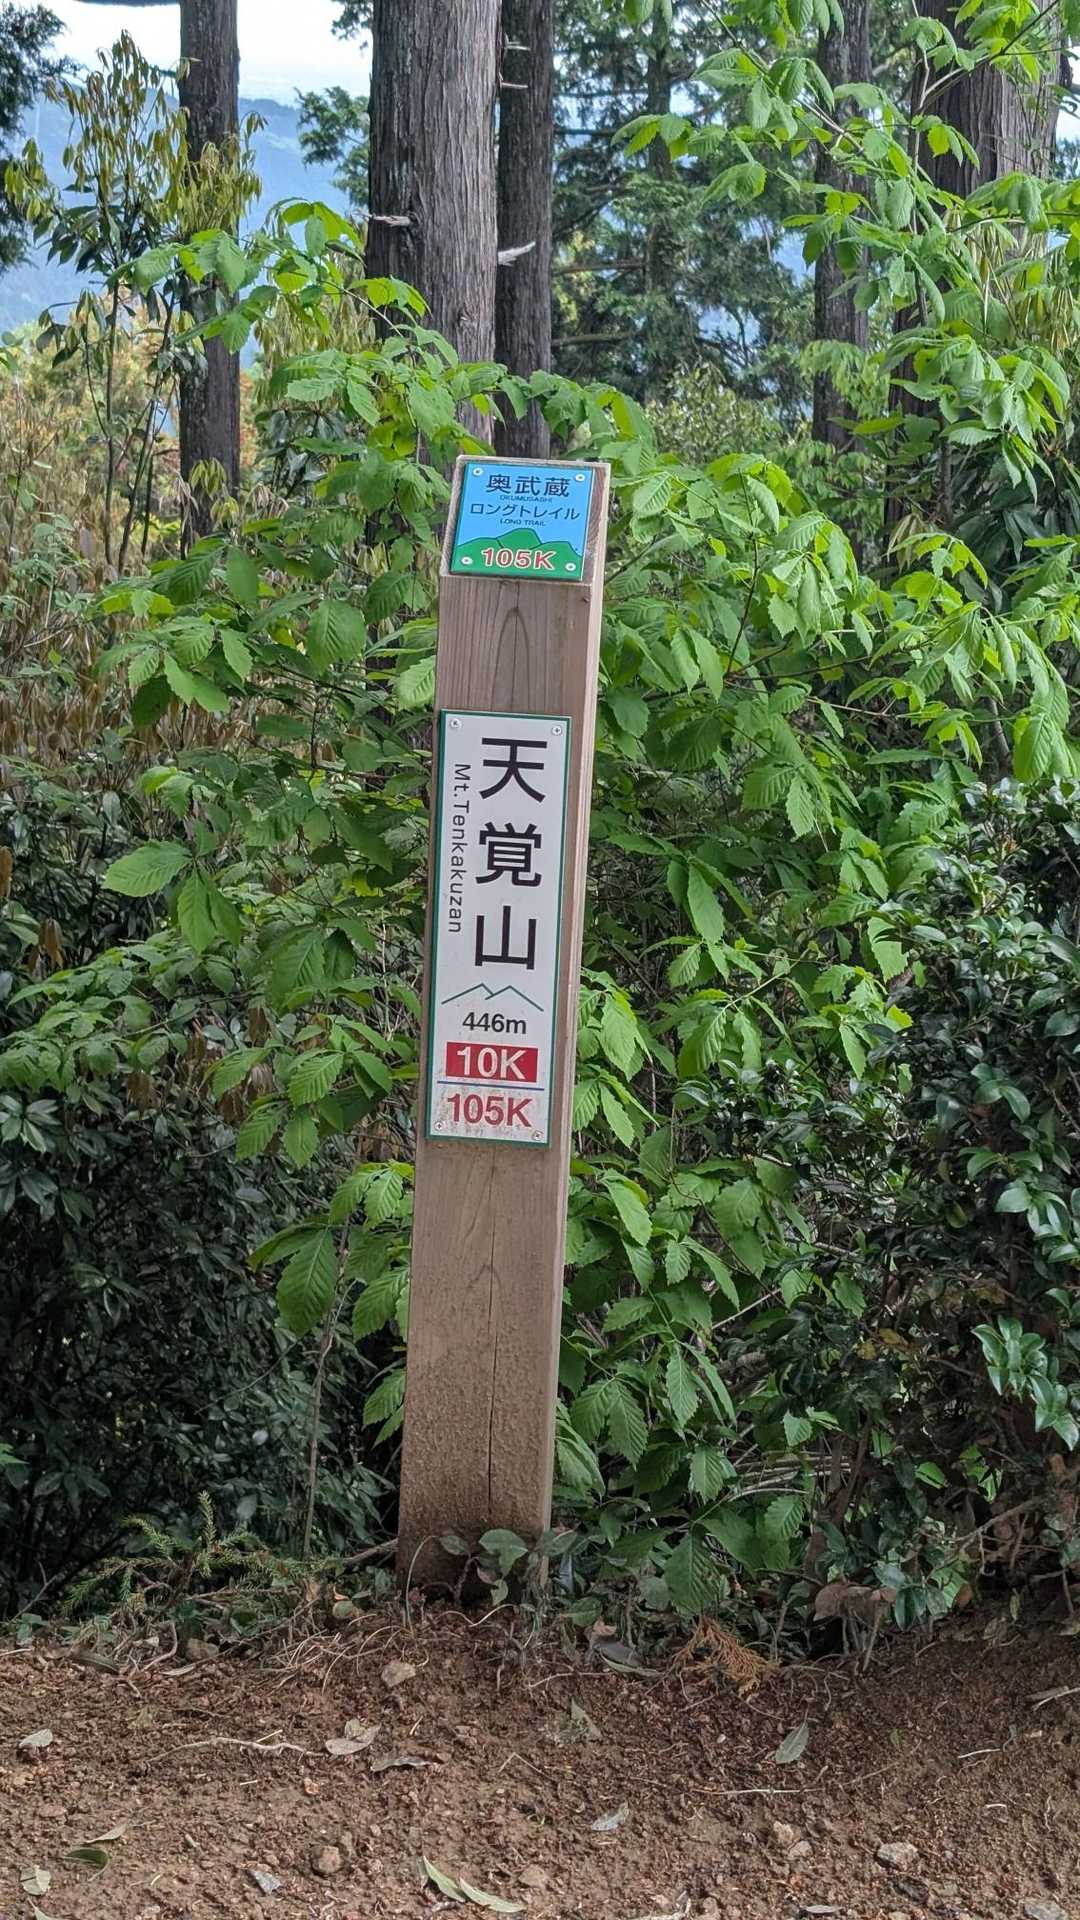 奥武蔵
OKUMUSASHI
ロングトレイル
LONG TRAIL
105K
天覚山
Mt.Tenkakuzan
446m
10K
105K